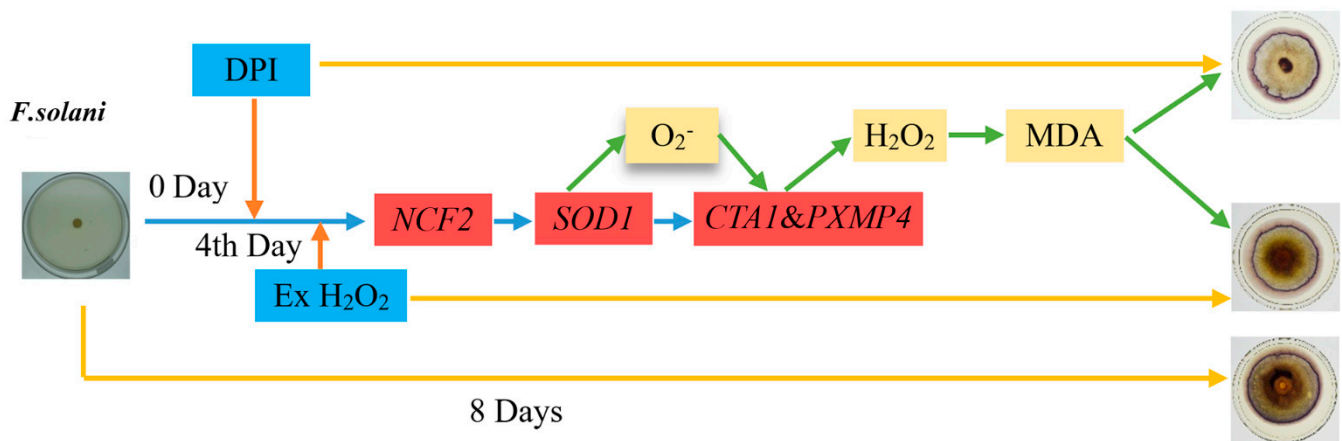 DPI
F.solani
0 Day
4th Day
Ex H₂O₂
NCF2
SOD1
O₂⁻
CTA1&PXMP4
H₂O₂
MDA
8 Days